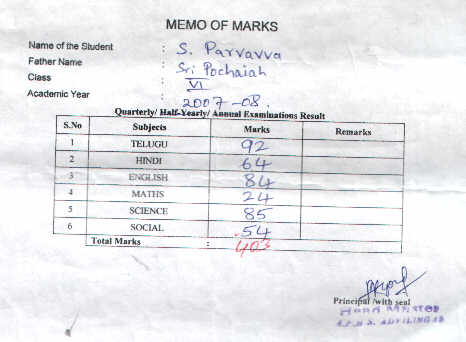 MEMO OF MARKS
Name of the Student : S. Parvavva
Father Name : Sri Pochaiah
Class : VI
Academic Year : 2007-08.
Quarterly/ Half-Yearly/ Annual Examinations Result
S.No Subjects Marks Remarks
1 TELUGU 92
2 HINDI 64
3 ENGLISH 84
4 MATHS 24
5 SCIENCE 85
6 SOCIAL 54
Total Marks : 403
Principal /with seal